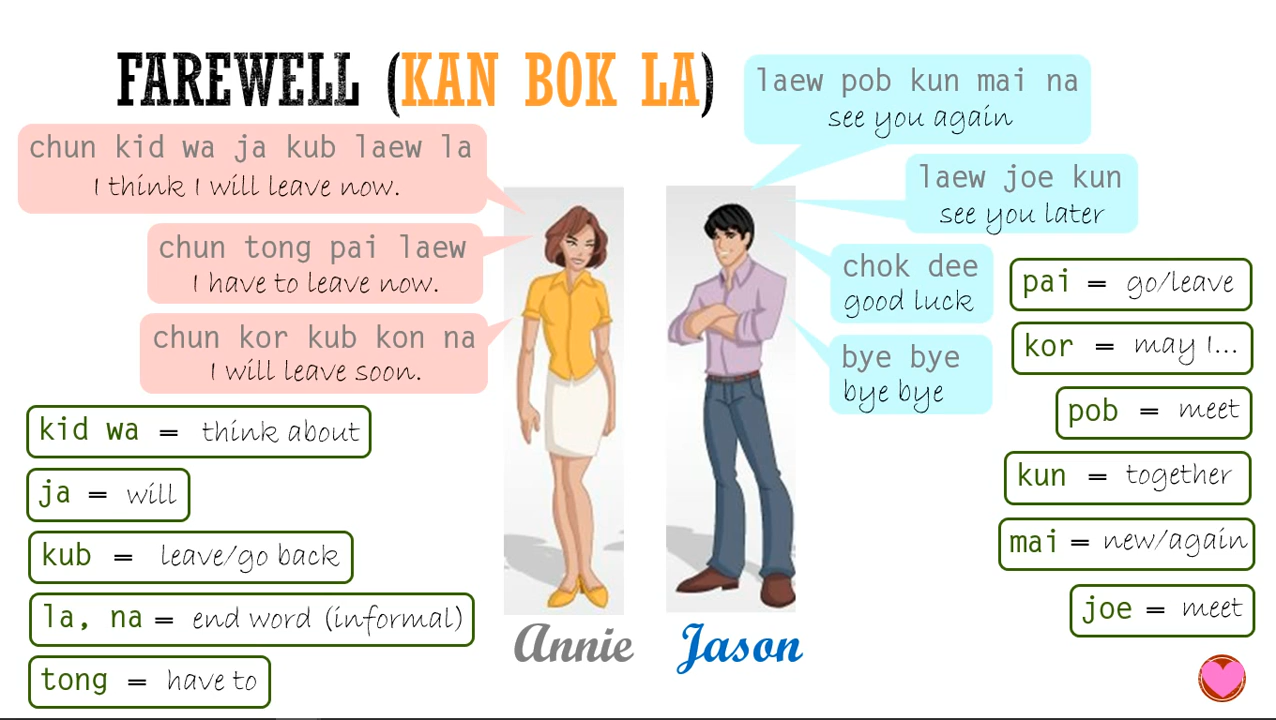 FAREWELL (KAN BOK LA)
chun kid wa ja kub laew la
I think I will leave now.
chun tong pai laew
I have to leave now.
chun kor kub kon na
I will leave soon.
laew pob kun mai na
see you again
laew joe kun
see you later
chok dee
good luck
bye bye
bye bye
kid wa = think about
ja = will
kub = leave/go back
la, na = end word (informal)
tong = have to
pai = go/leave
kor = may I...
pob = meet
kun = together
mai = new/again
joe = meet
Annie
Jason